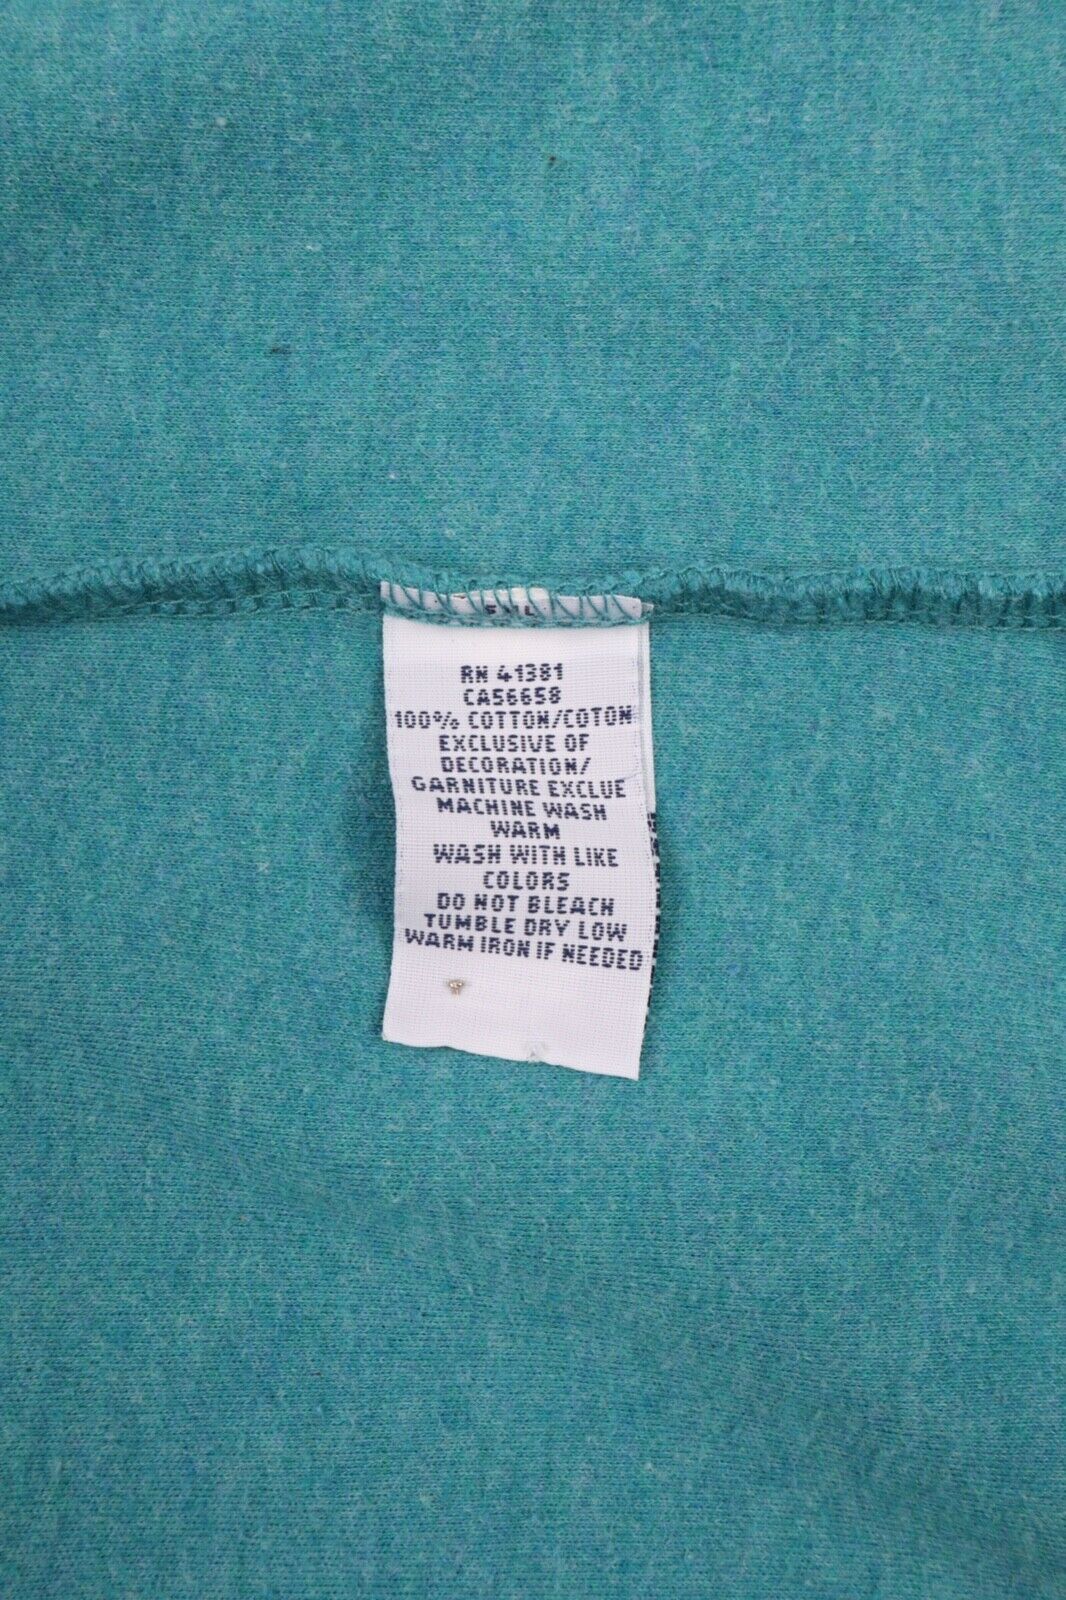 RN 41381
CA56658
100% COTTON/COTON
EXCLUSIVE OF
DECORATION/
GARNITURE EXCLUE
MACHINE WASH
WARM
WASH WITH LIKE
COLORS
DO NOT BLEACH
TUMBLE DRY LOW
WARM IRON IF NEEDED